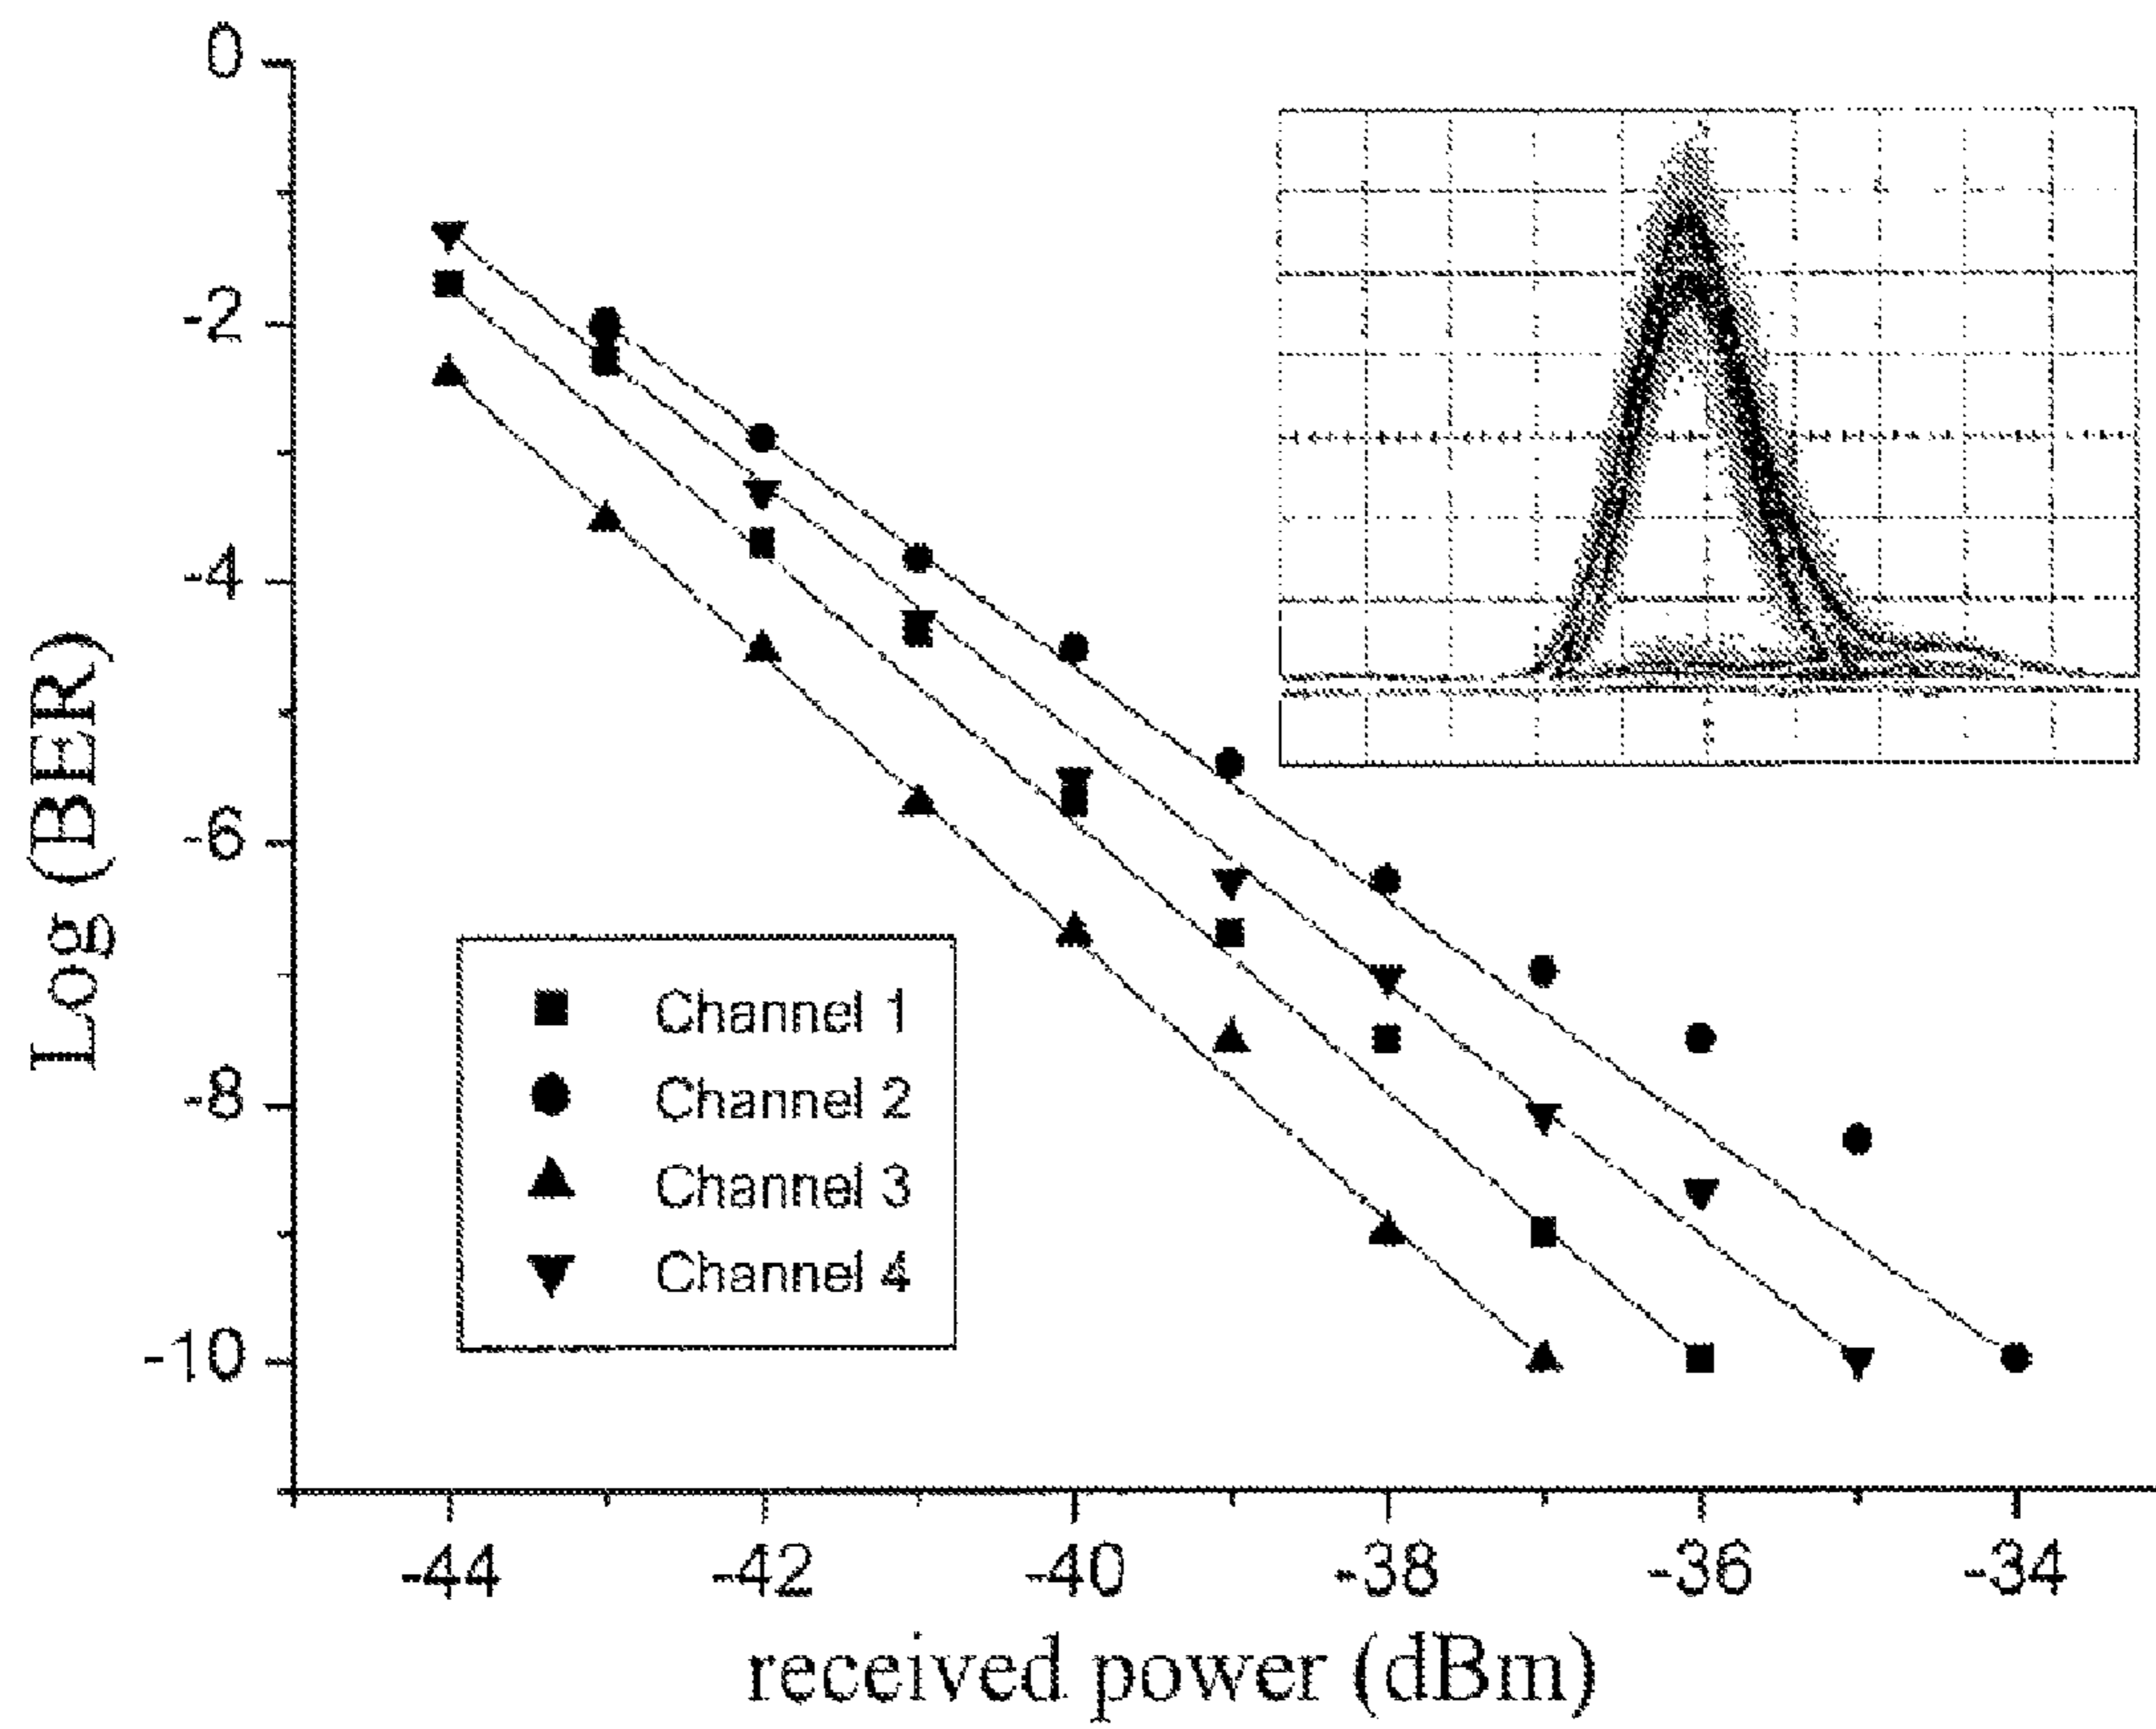 0
-2
-4
-6
-8
-10
Log (BER)
Channel 1
Channel 2
Channel 3
Channel 4
-44 -42 -40 -38 -36 -34
received power (dBm)